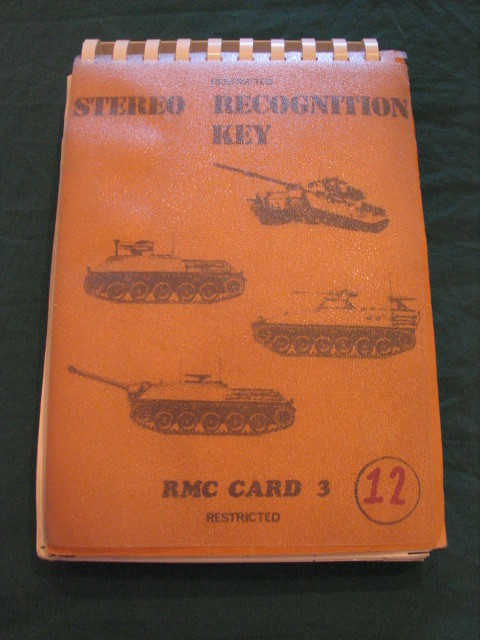 RESTRICTED
STEREO RECOGNITION
KEY
RMC CARD 3
12
RESTRICTED